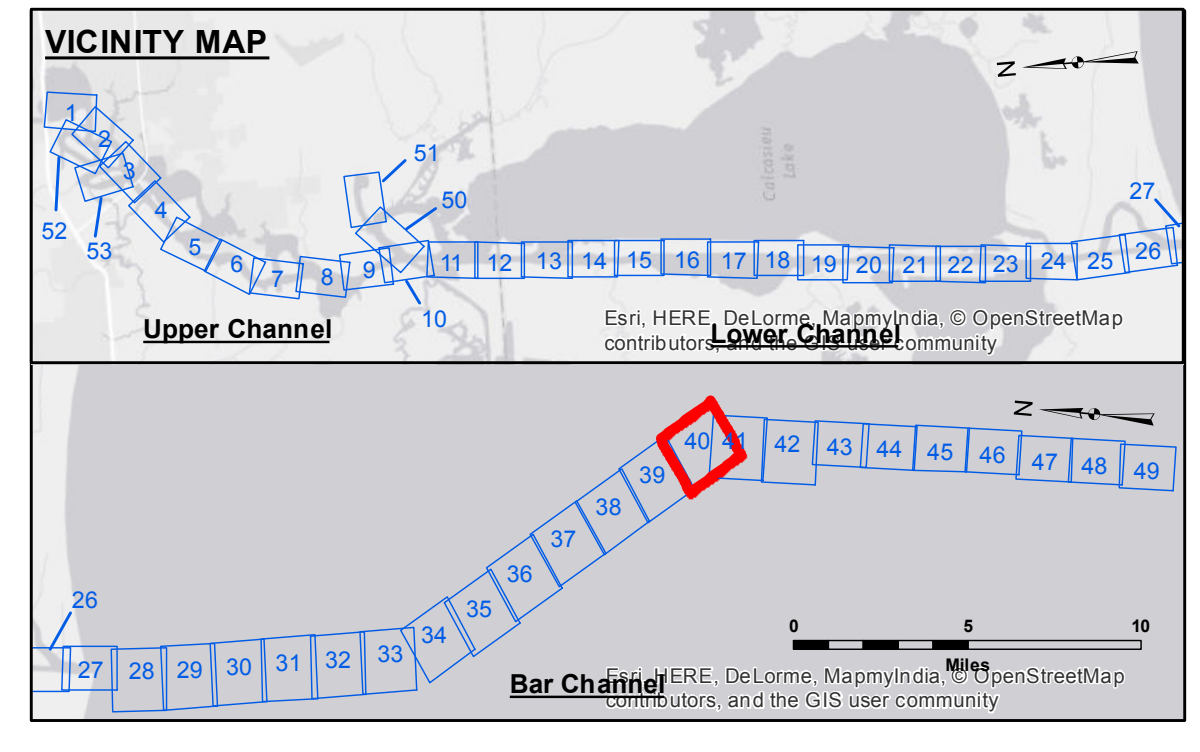 VICINITY MAP
N
1
2
3
4
5
6
7
8
9
10
11 12 13 14 15 16 17 18 19 20 21 22 23 24 25 26
27
50
51
52
53
Calcasieu
Lake
Upper Channel
Lower Channel
Esri, HERE, DeLorme, MapmyIndia, © OpenStreetMap
contributors, and the GIS user community
N
26
27 28 29 30 31 32 33
34
35
36
37
38
39
40 41 42 43 44 45 46 47 48 49
0 5 10
Miles
Bar Channel
Esri, HERE, DeLorme, MapmyIndia, © OpenStreetMap
contributors, and the GIS user community